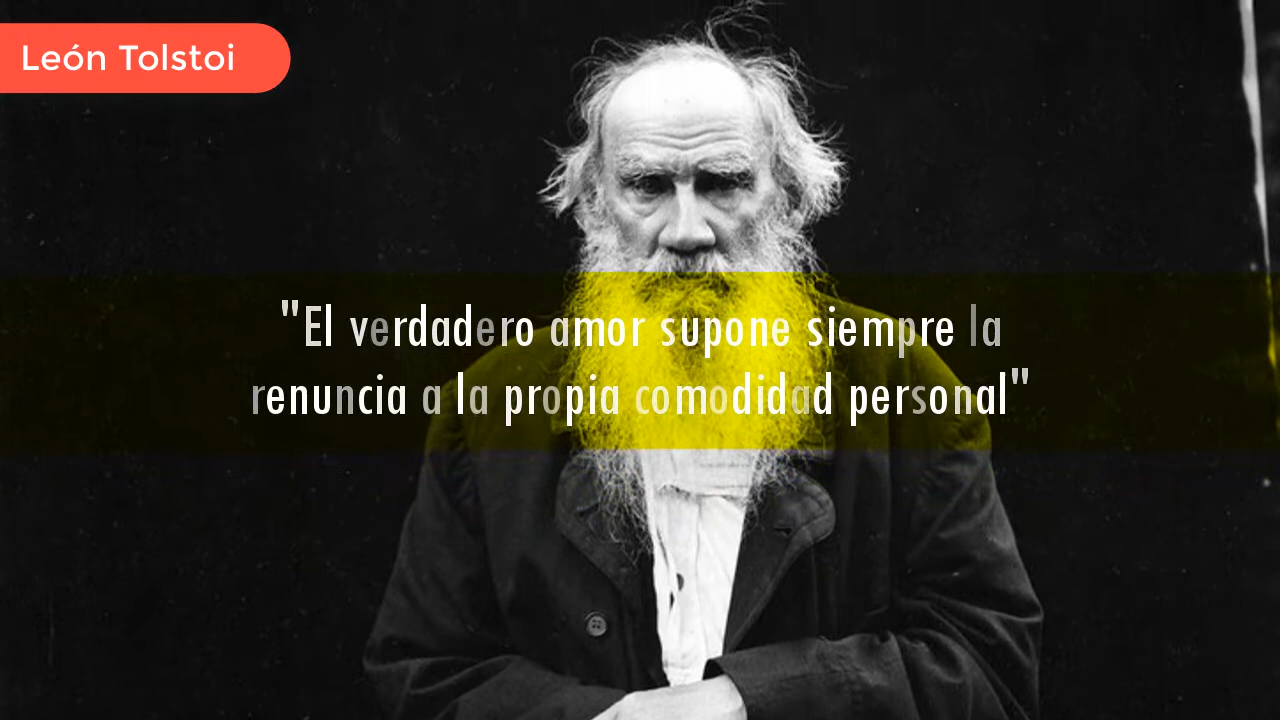 León Tolstoi
"El verdadero amor supone siempre la
renuncia a la propia comodidad personal"